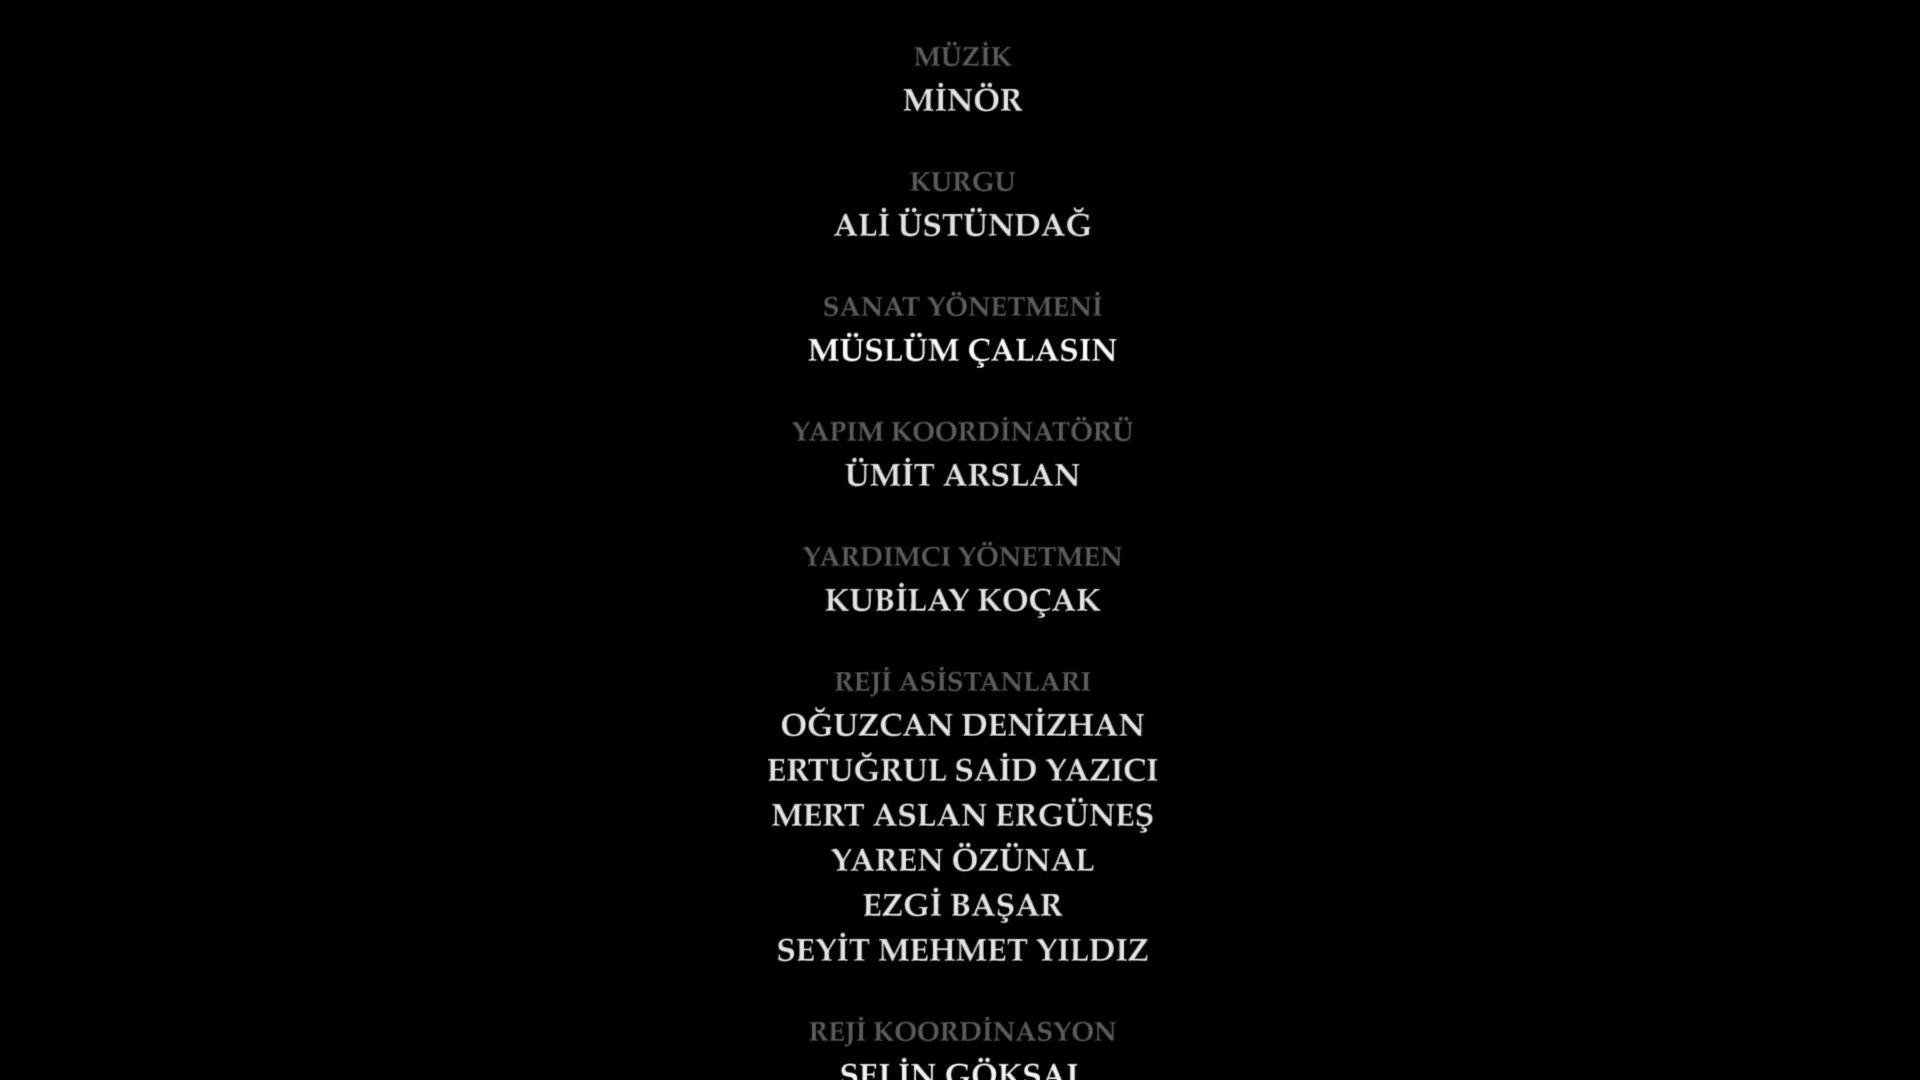 MÜZİK
MİNÖR
KURGU
ALİ ÜSTÜNDAĞ
SANAT YÖNETMENİ
MÜSLÜM ÇALASIN
YAPIM KOORDİNATÖRÜ
ÜMİT ARSLAN
YARDIMCI YÖNETMEN
KUBİLAY KOÇAK
REJİ ASİSTANLARI
OĞUZCAN DENİZHAN
ERTUĞRUL SAİD YAZICI
MERT ASLAN ERGÜNEŞ
YAREN ÖZÜNAL
EZGİ BAŞAR
SEYİT MEHMET YILDIZ
REJİ KOORDİNASYON
SELİN GÖKSAL